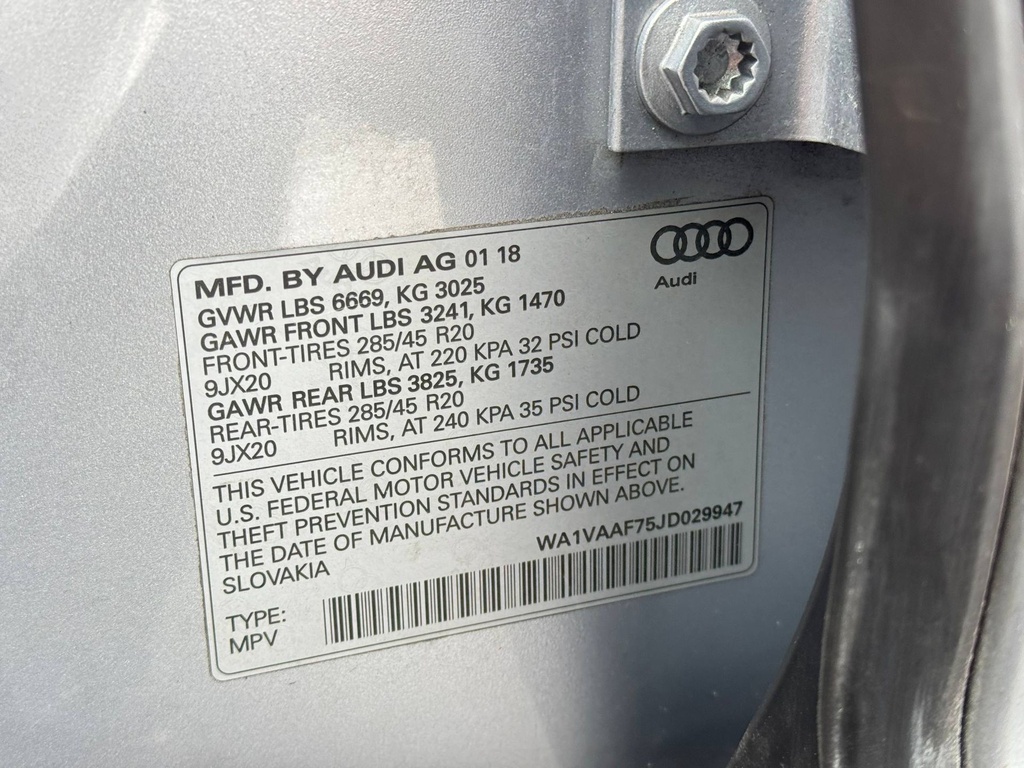 MFD. BY AUDI AG 01 18
Audi
GVWR LBS 6669, KG 3025
GAWR FRONT LBS 3241, KG 1470
FRONT-TIRES 285/45 R20
9JX20 RIMS, AT 220 KPA 32 PSI COLD
GAWR REAR LBS 3825, KG 1735
REAR-TIRES 285/45 R20
9JX20 RIMS, AT 240 KPA 35 PSI COLD
THIS VEHICLE CONFORMS TO ALL APPLICABLE
U.S. FEDERAL MOTOR VEHICLE SAFETY AND
THEFT PREVENTION STANDARDS IN EFFECT ON
THE DATE OF MANUFACTURE SHOWN ABOVE.
SLOVAKIA
WA1VAAF75JD029947
TYPE:
MPV